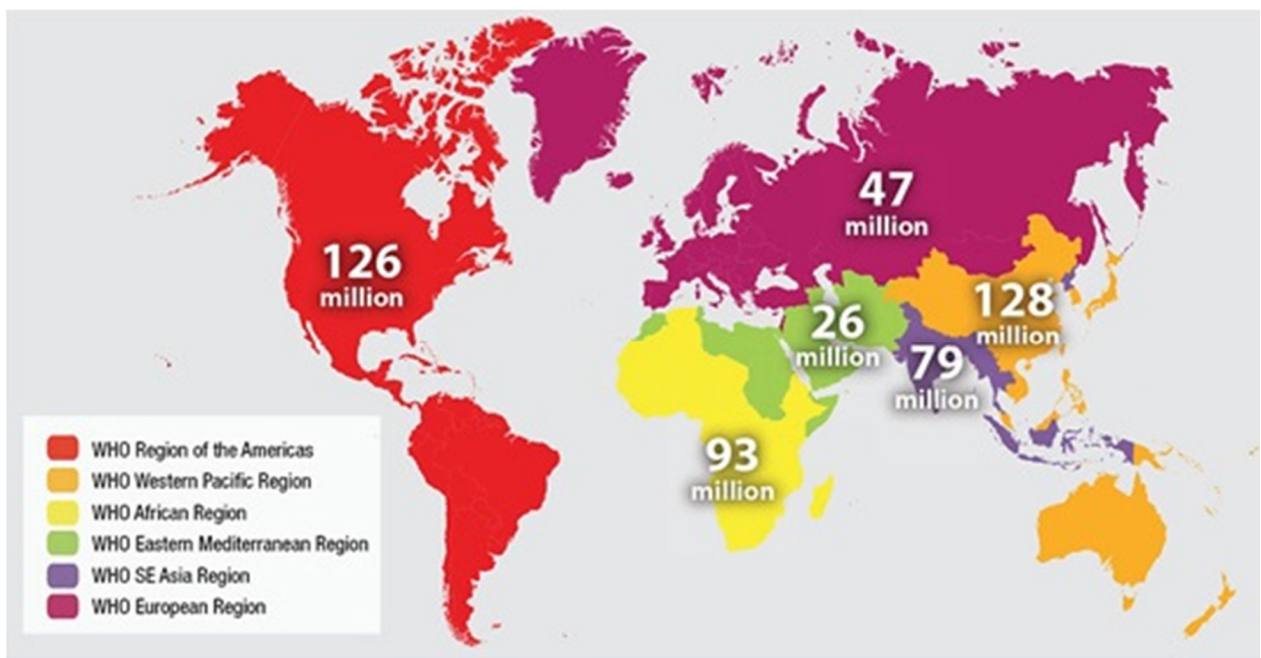 47
million
126
million
128
million
26
million
79
million
93
million
WHO Region of the Americas
WHO Western Pacific Region
WHO African Region
WHO Eastern Mediterranean Region
WHO SE Asia Region
WHO European Region